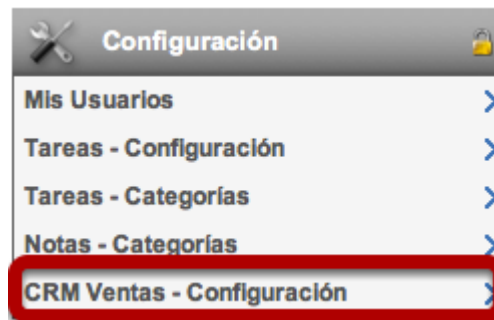 Configuración
Mis Usuarios
Tareas - Configuración
Tareas - Categorías
Notas - Categorías
CRM Ventas - Configuración